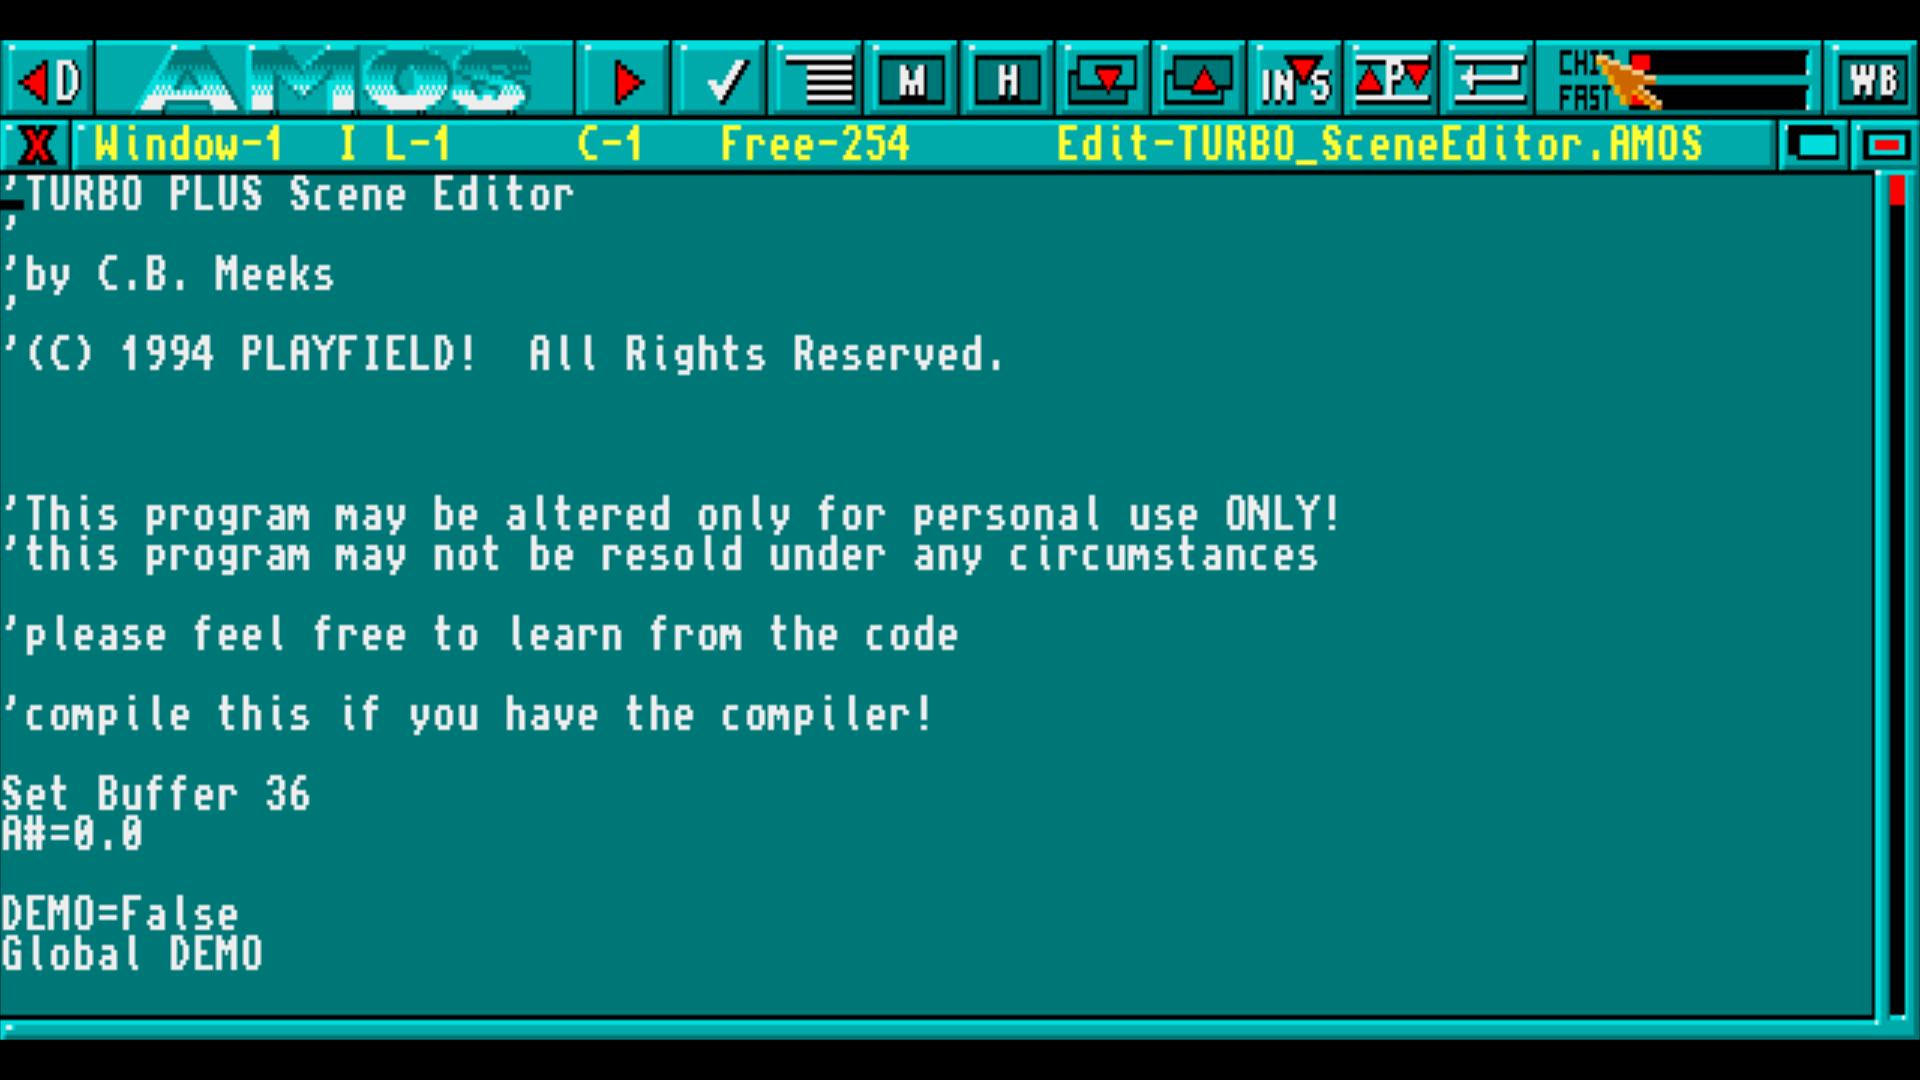 D AMOS M H INS P CHIP FAST WB
X Window-1 I L-1 C-1 Free-254 Edit-TURBO_SceneEditor.AMOS
'TURBO PLUS Scene Editor
'
'by C.B. Meeks
'
'(C) 1994 PLAYFIELD!  All Rights Reserved.
'This program may be altered only for personal use ONLY!
'this program may not be resold under any circumstances
'please feel free to learn from the code
'compile this if you have the compiler!
Set Buffer 36
A#=0.0
DEMO=False
Global DEMO